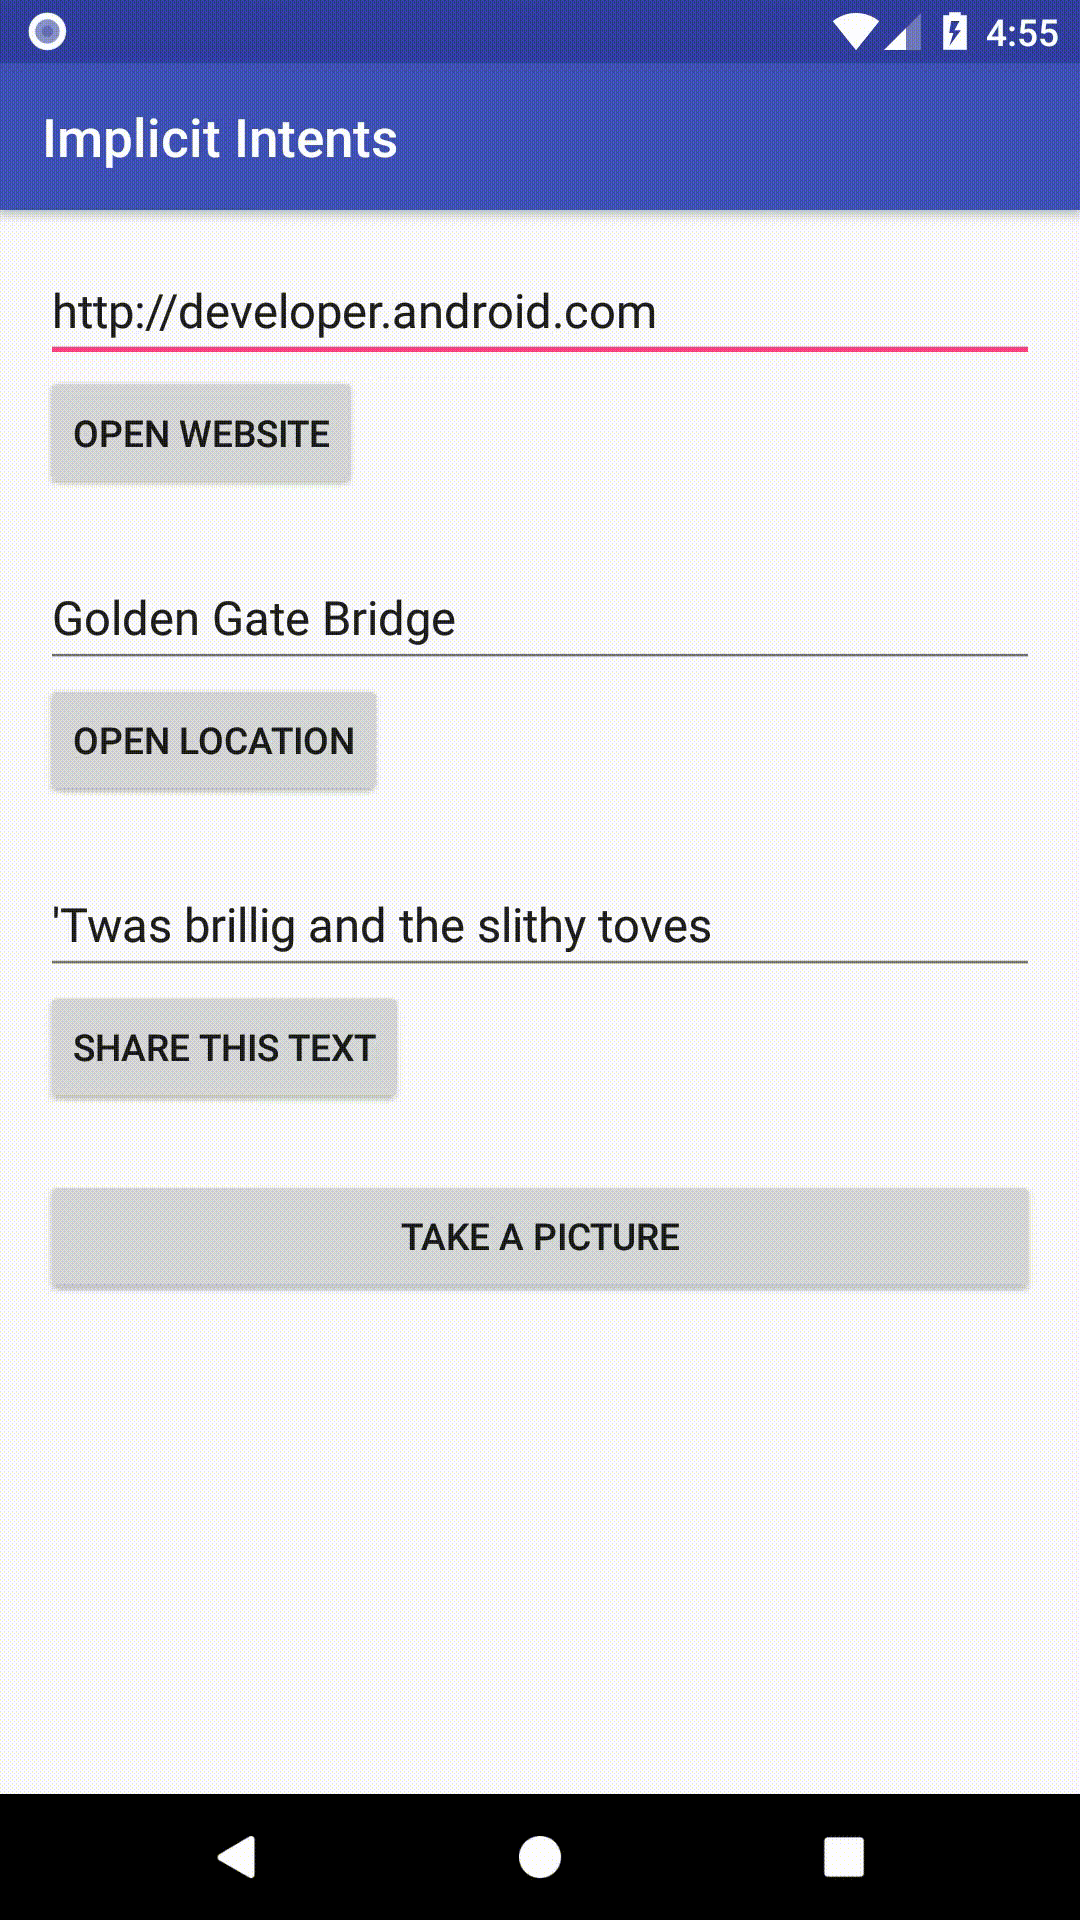 4:55
Implicit Intents
http://developer.android.com
OPEN WEBSITE
Golden Gate Bridge
OPEN LOCATION
'Twas brillig and the slithy toves
SHARE THIS TEXT
TAKE A PICTURE